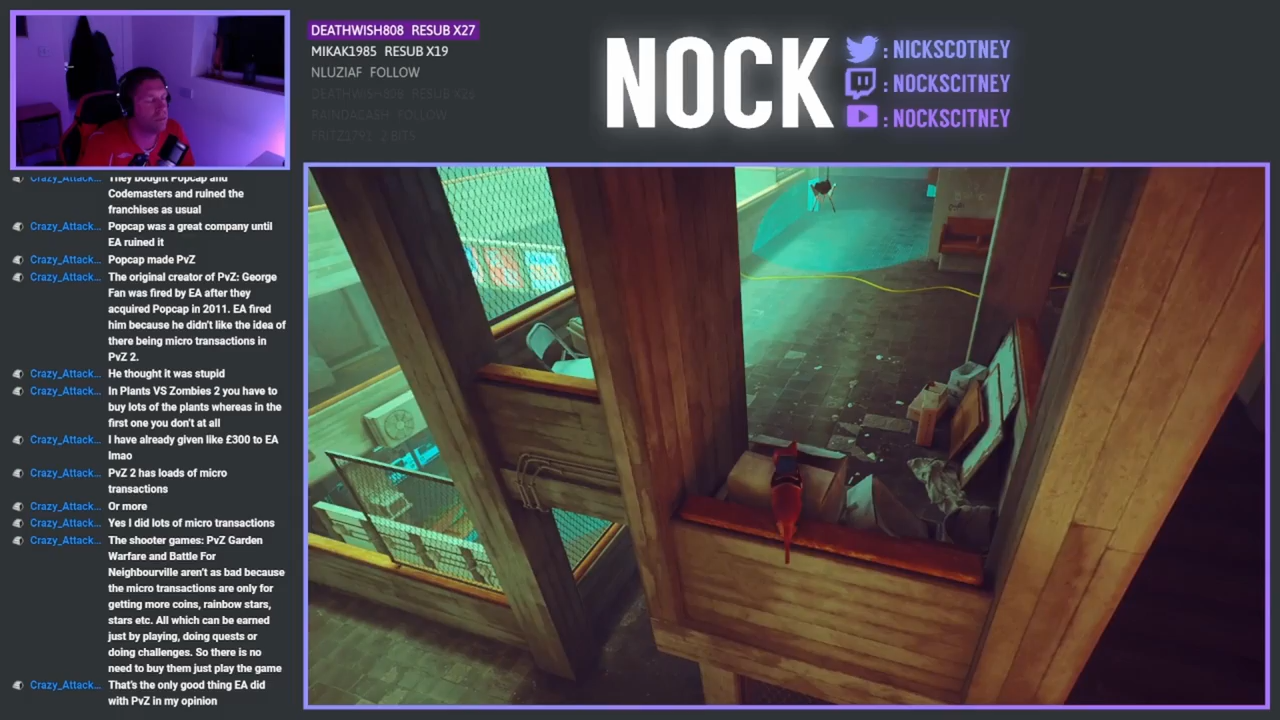 DEATHWISH808 RESUB X27
MIKAK1985 RESUB X19
NLUZIAF FOLLOW
DEATHWISH808 RESUB X26
RAINDACASH FOLLOW
FRITZ1791 2 BITS
NOCK
: NICKSCOTNEY
: NOCKSCITNEY
: NOCKSCITNEY
Crazy_Attack... They bought Popcap and
Codemasters and ruined the
franchises as usual
Crazy_Attack... Popcap was a great company until
EA ruined it
Crazy_Attack... Popcap made PvZ
Crazy_Attack... The original creator of PvZ: George
Fan was fired by EA after they
acquired Popcap in 2011. EA fired
him because he didn't like the idea of
there being micro transactions in
PvZ 2.
Crazy_Attack... He thought it was stupid
Crazy_Attack... In Plants VS Zombies 2 you have to
buy lots of the plants whereas in the
first one you don't at all
Crazy_Attack... I have already given like £300 to EA
lmao
Crazy_Attack... PvZ 2 has loads of micro
transactions
Crazy_Attack... Or more
Crazy_Attack... Yes I did lots of micro transactions
Crazy_Attack... The shooter games: PvZ Garden
Warfare and Battle For
Neighbourville aren't as bad because
the micro transactions are only for
getting more coins, rainbow stars,
stars etc. All which can be earned
just by playing, doing quests or
doing challenges. So there is no
need to buy them just play the game
Crazy_Attack... That's the only good thing EA did
with PvZ in my opinion